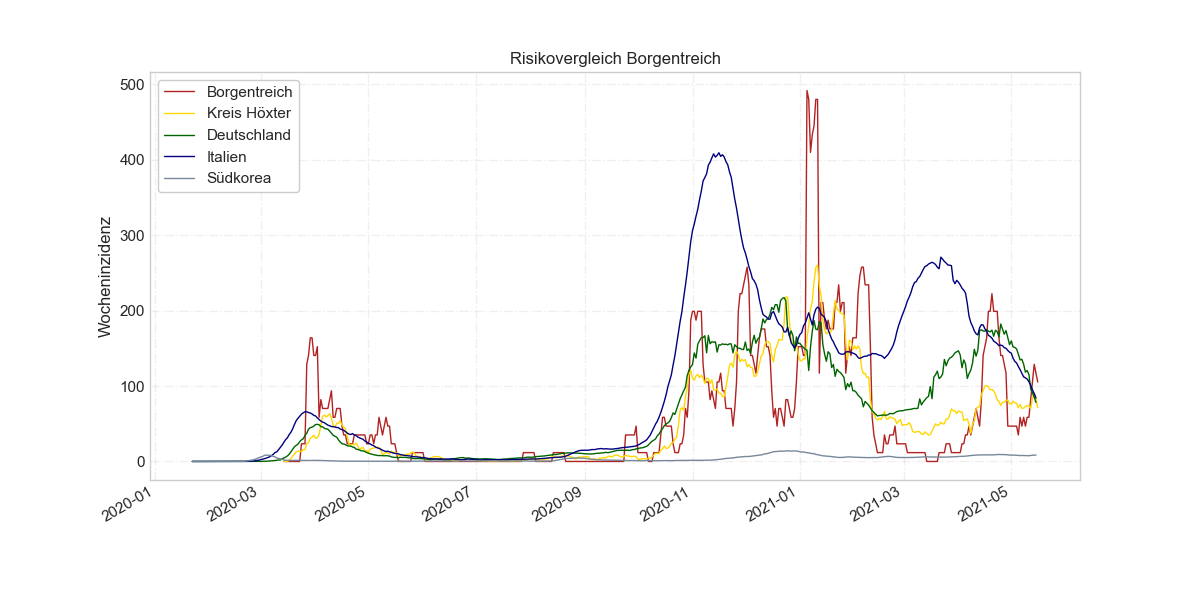 Risikovergleich Borgentreich
Wocheninzidenz
500
400
300
200
100
0
Borgentreich
Kreis Höxter
Deutschland
Italien
Südkorea
2020-01
2020-03
2020-05
2020-07
2020-09
2020-11
2021-01
2021-03
2021-05